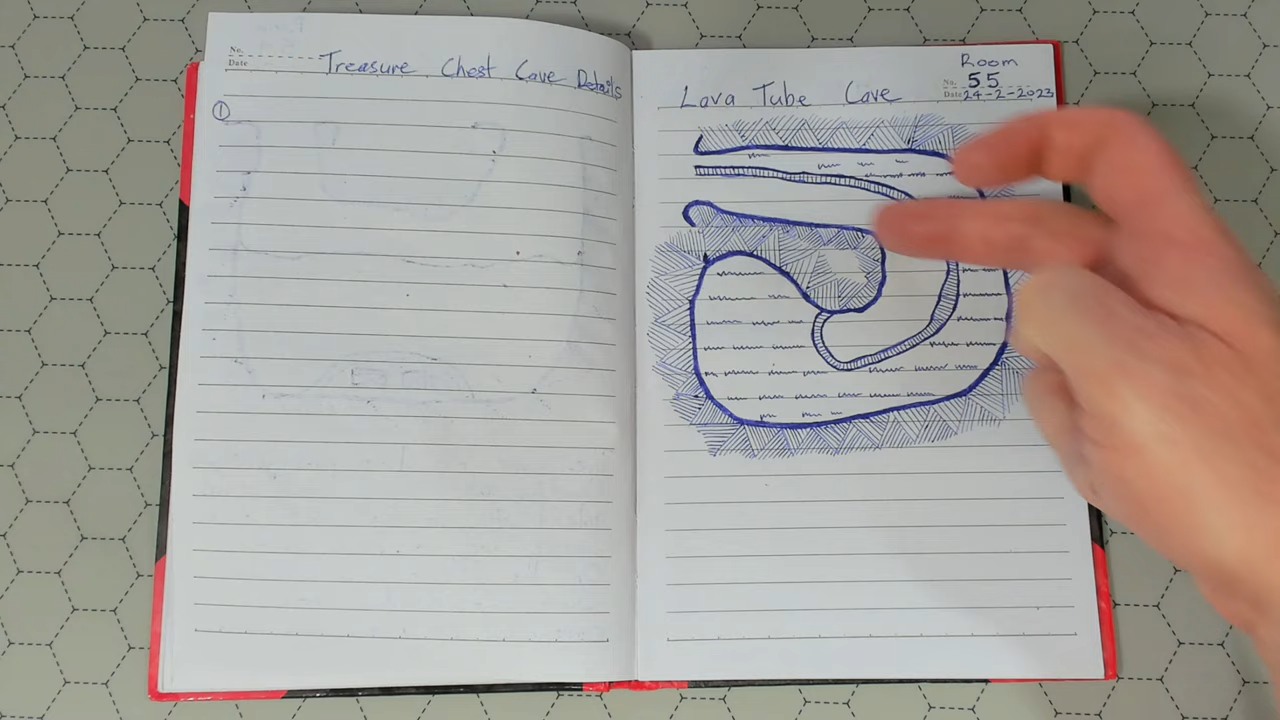 No.
Date
Treasure Chest Cave Details
①
Room
No. 55
Date 24-2-2023
Lava Tube Cave